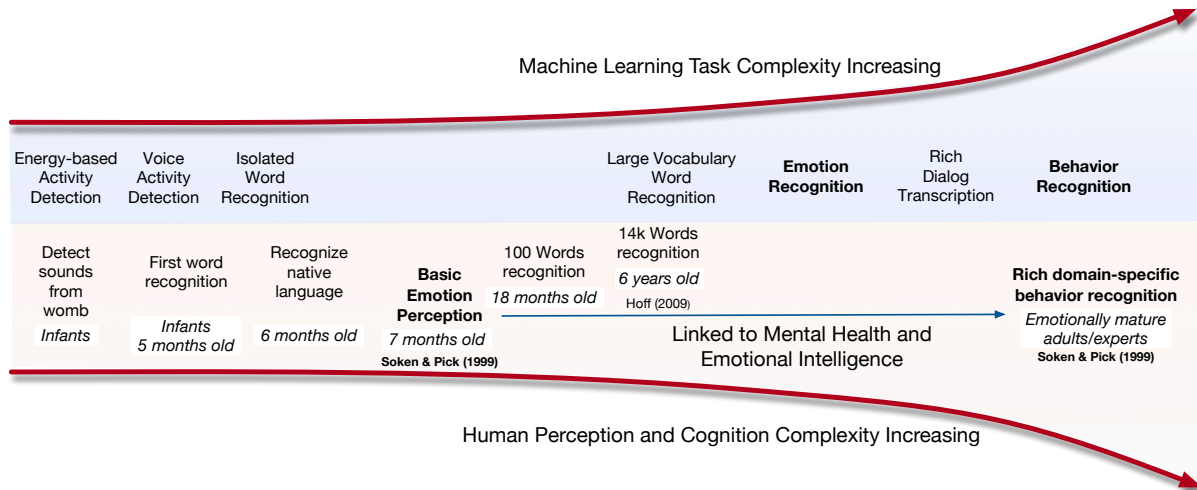 Machine Learning Task Complexity Increasing
Energy-based
Activity
Detection
Voice
Activity
Detection
Isolated
Word
Recognition
Large Vocabulary
Word
Recognition
Emotion
Recognition
Rich
Dialog
Transcription
Behavior
Recognition
Detect
sounds
from
womb
Infants
First word
recognition
Infants
5 months old
Recognize
native
language
6 months old
Basic
Emotion
Perception
7 months old
Soken & Pick (1999)
100 Words
recognition
18 months old
14k Words
recognition
6 years old
Hoff (2009)
Linked to Mental Health and
Emotional Intelligence
Rich domain-specific
behavior recognition
Emotionally mature
adults/experts
Soken & Pick (1999)
Human Perception and Cognition Complexity Increasing